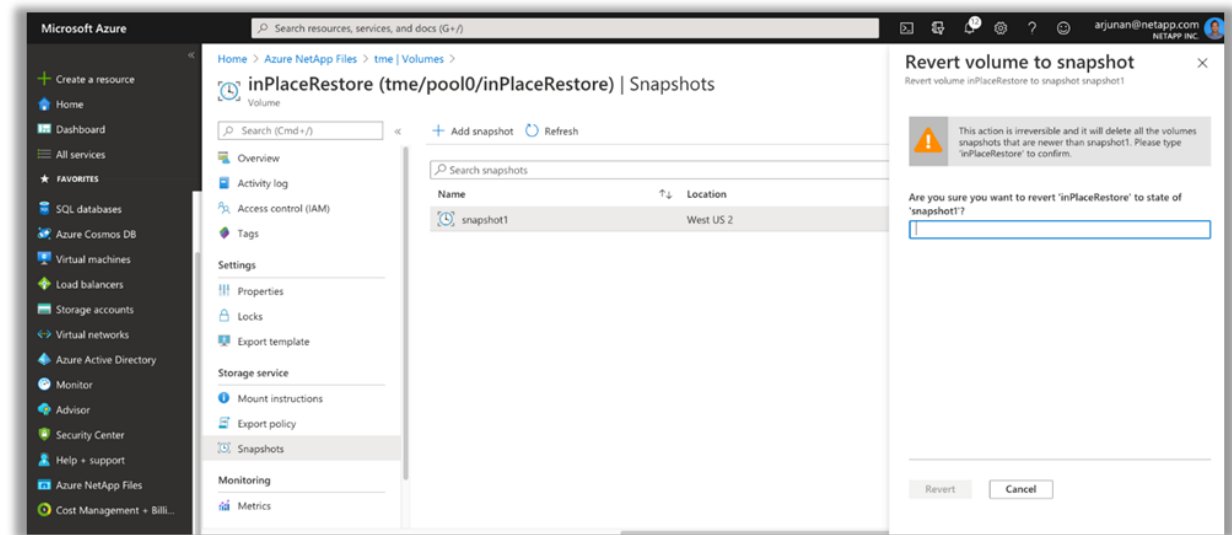 Microsoft Azure
Search resources, services, and docs (G+/)
12
arjunan@netapp.com
NETAPP INC.
Create a resource
Home
Dashboard
All services
FAVORITES
SQL databases
Azure Cosmos DB
Virtual machines
Load balancers
Storage accounts
Virtual networks
Azure Active Directory
Monitor
Advisor
Security Center
Help + support
Azure NetApp Files
Cost Management + Billi...
Home > Azure NetApp Files > tme | Volumes >
inPlaceRestore (tme/pool0/inPlaceRestore) | Snapshots
Volume
Search (Cmd+/)
Overview
Activity log
Access control (IAM)
Tags
Settings
Properties
Locks
Export template
Storage service
Mount instructions
Export policy
Snapshots
Monitoring
Metrics
Add snapshot Refresh
Search snapshots
Name Location
snapshot1 West US 2
Revert volume to snapshot
Revert volume inPlaceRestore to snapshot snapshot1
This action is irreversible and it will delete all the volumes
snapshots that are newer than snapshot1. Please type
'inPlaceRestore' to confirm.
Are you sure you want to revert 'inPlaceRestore' to state of
'snapshot1'?
Revert Cancel